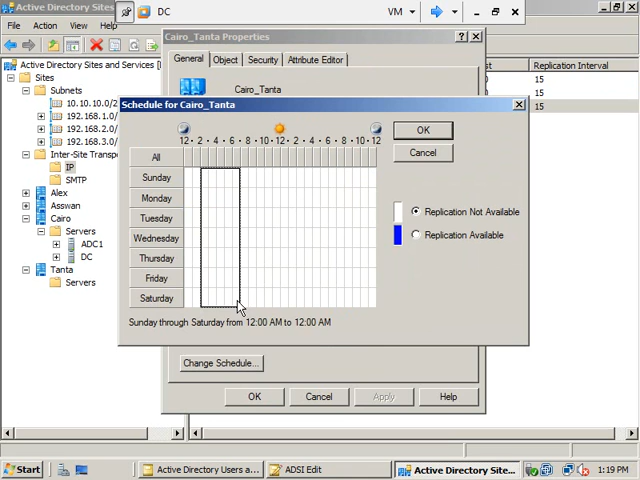 DC
VM
File Action View Help
Active Directory Sites and Services [
Sites
Subnets
10.10.10.0/2
192.168.1.0/
192.168.2.0/
192.168.3.0/
Inter-Site Transpo
IP
SMTP
Alex
Asswan
Cairo
Servers
ADC1
DC
Tanta
Servers
Replication Interval
15
15
15
Cairo_Tanta Properties
General Object Security Attribute Editor
Cairo_Tanta
Schedule for Cairo_Tanta
12 · 2 · 4 · 6 · 8 · 10 · 12 · 2 · 4 · 6 · 8 · 10 · 12
All
Sunday
Monday
Tuesday
Wednesday
Thursday
Friday
Saturday
Sunday through Saturday from 12:00 AM to 12:00 AM
OK
Cancel
Replication Not Available
Replication Available
Change Schedule...
OK Cancel Apply Help
Start
Active Directory Users a...
ADSI Edit
Active Directory Site...
1:19 PM